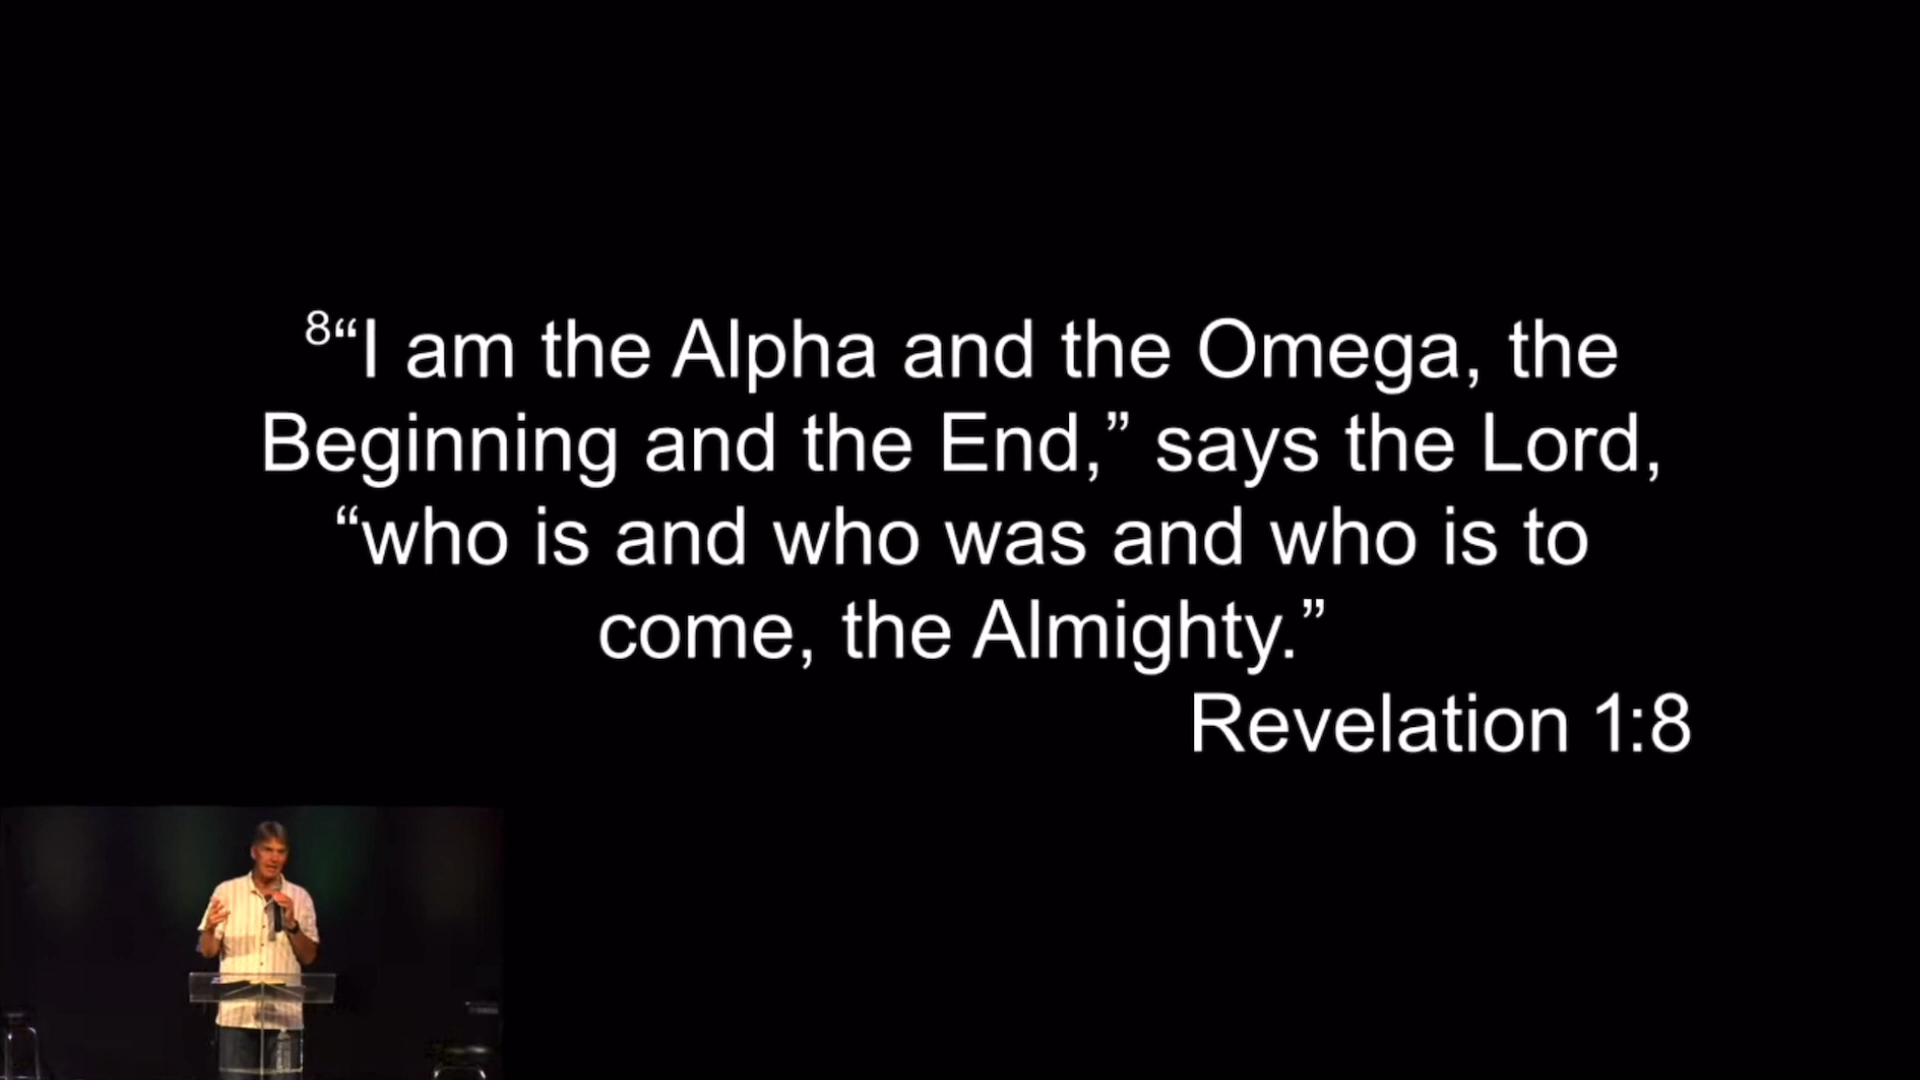 ⁸“I am the Alpha and the Omega, the
Beginning and the End,” says the Lord,
“who is and who was and who is to
come, the Almighty.”
Revelation 1:8